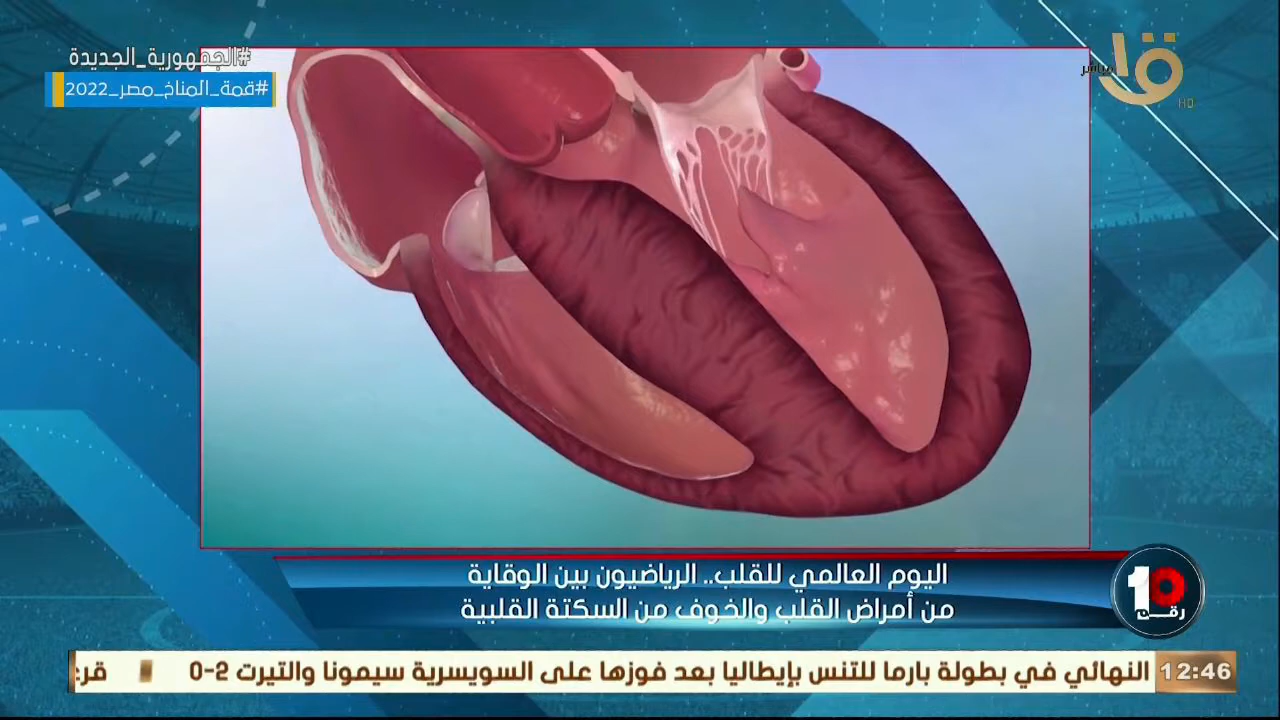 #الجمهورية_الجديدة
#قمة_المناخ_مصر_2022
مباشر
HD
اليوم العالمي للقلب.. الرياضيون بين الوقاية
من أمراض القلب والخوف من السكتة القلبية
رقم 10
12:46 النهائي في بطولة بارما للتنس بإيطاليا بعد فوزها على السويسرية سيمونا والتيرت 2-0